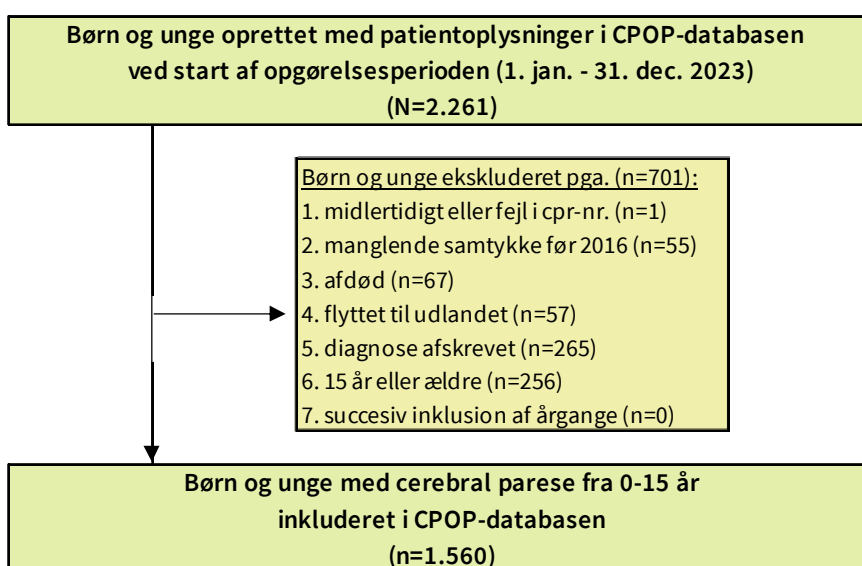 Børn og unge oprettet med patientoplysninger i CPOP-databasen
ved start af opgørelsesperioden (1. jan. - 31. dec. 2023)
(N=2.261)
Børn og unge ekskluderet pga. (n=701):
1. midlertidigt eller fejl i cpr-nr. (n=1)
2. manglende samtykke før 2016 (n=55)
3. afdød (n=67)
4. flyttet til udlandet (n=57)
5. diagnose afskrevet (n=265)
6. 15 år eller ældre (n=256)
7. succesiv inklusion af årgange (n=0)
Børn og unge med cerebral parese fra 0-15 år
inkluderet i CPOP-databasen
(n=1.560)